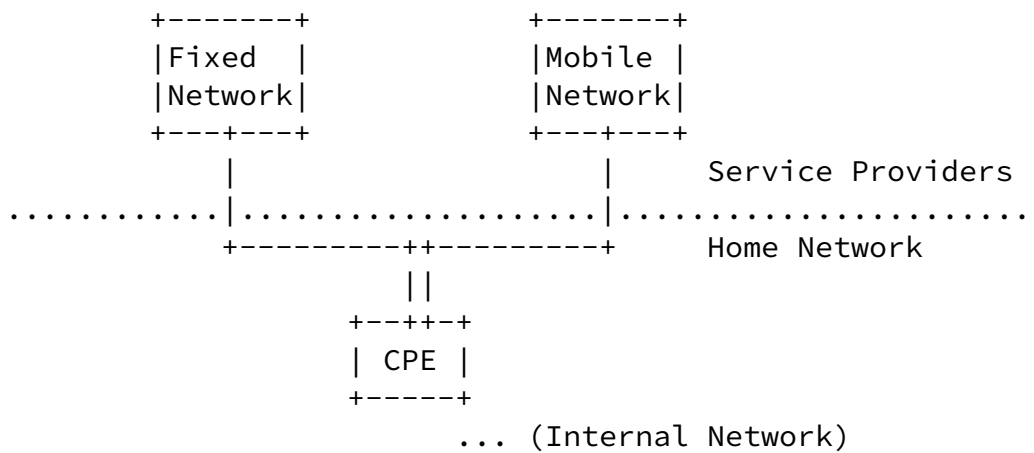 Fixed Mobile
Network Network
Service Providers
Home Network
CPE
... (Internal Network)